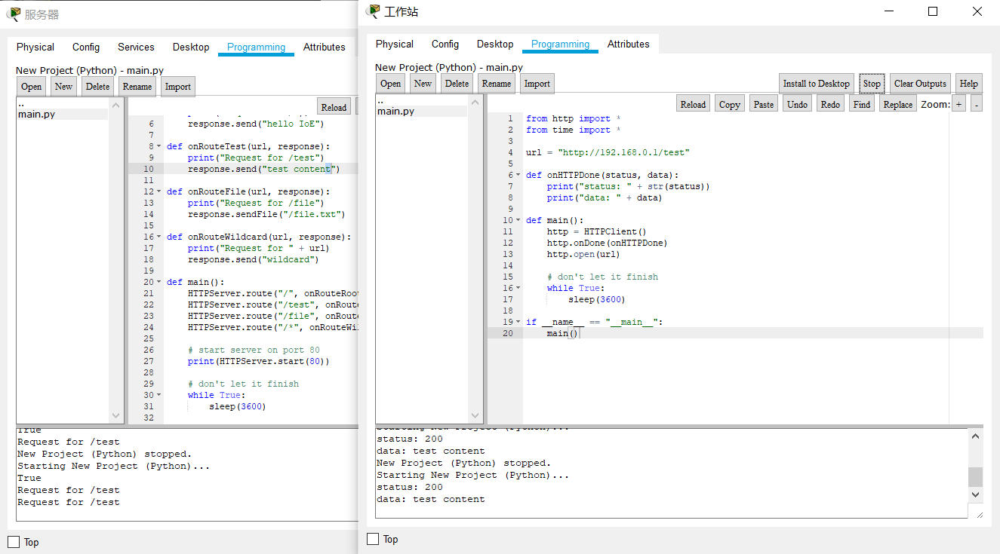 服务器
Physical Config Services Desktop Programming Attributes
New Project (Python) - main.py
Open New Delete Rename Import
..
main.py
Reload
6 response.send("hello IoE")
7
8 def onRouteTest(url, response):
9 print("Request for /test")
10 response.send("test content")
11
12 def onRouteFile(url, response):
13 print("Request for /file")
14 response.sendFile("/file.txt")
15
16 def onRouteWildcard(url, response):
17 print("Request for " + url)
18 response.send("wildcard")
19
20 def main():
21 HTTPServer.route("/", onRouteRoo
22 HTTPServer.route("/test", onRoute
23 HTTPServer.route("/file", onRoute
24 HTTPServer.route("/*", onRouteWil
25
26 # start server on port 80
27 print(HTTPServer.start(80))
28
29 # don't let it finish
30 while True:
31 sleep(3600)
32
True
Request for /test
New Project (Python) stopped.
Starting New Project (Python)...
True
Request for /test
Request for /test
Top
工作站
Physical Config Desktop Programming Attributes
New Project (Python) - main.py
Open New Delete Rename Import Install to Desktop Stop Clear Outputs Help
..
main.py
Reload Copy Paste Undo Redo Find Replace Zoom: + -
1 from http import *
2 from time import *
3
4 url = "http://192.168.0.1/test"
5
6 def onHTTPDone(status, data):
7 print("status: " + str(status))
8 print("data: " + data)
9
10 def main():
11 http = HTTPClient()
12 http.onDone(onHTTPDone)
13 http.open(url)
14
15 # don't let it finish
16 while True:
17 sleep(3600)
18
19 if __name__ == "__main__":
20 main()
Starting New Project (Python)...
status: 200
data: test content
New Project (Python) stopped.
Starting New Project (Python)...
status: 200
data: test content
Top